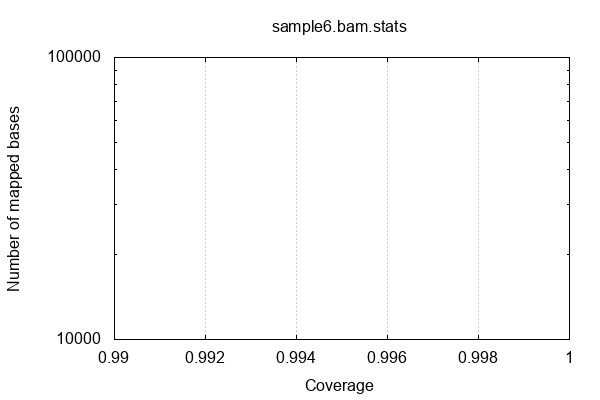 sample6.bam.stats
100000
Number of mapped bases
10000
0.99 0.992 0.994 0.996 0.998 1
Coverage